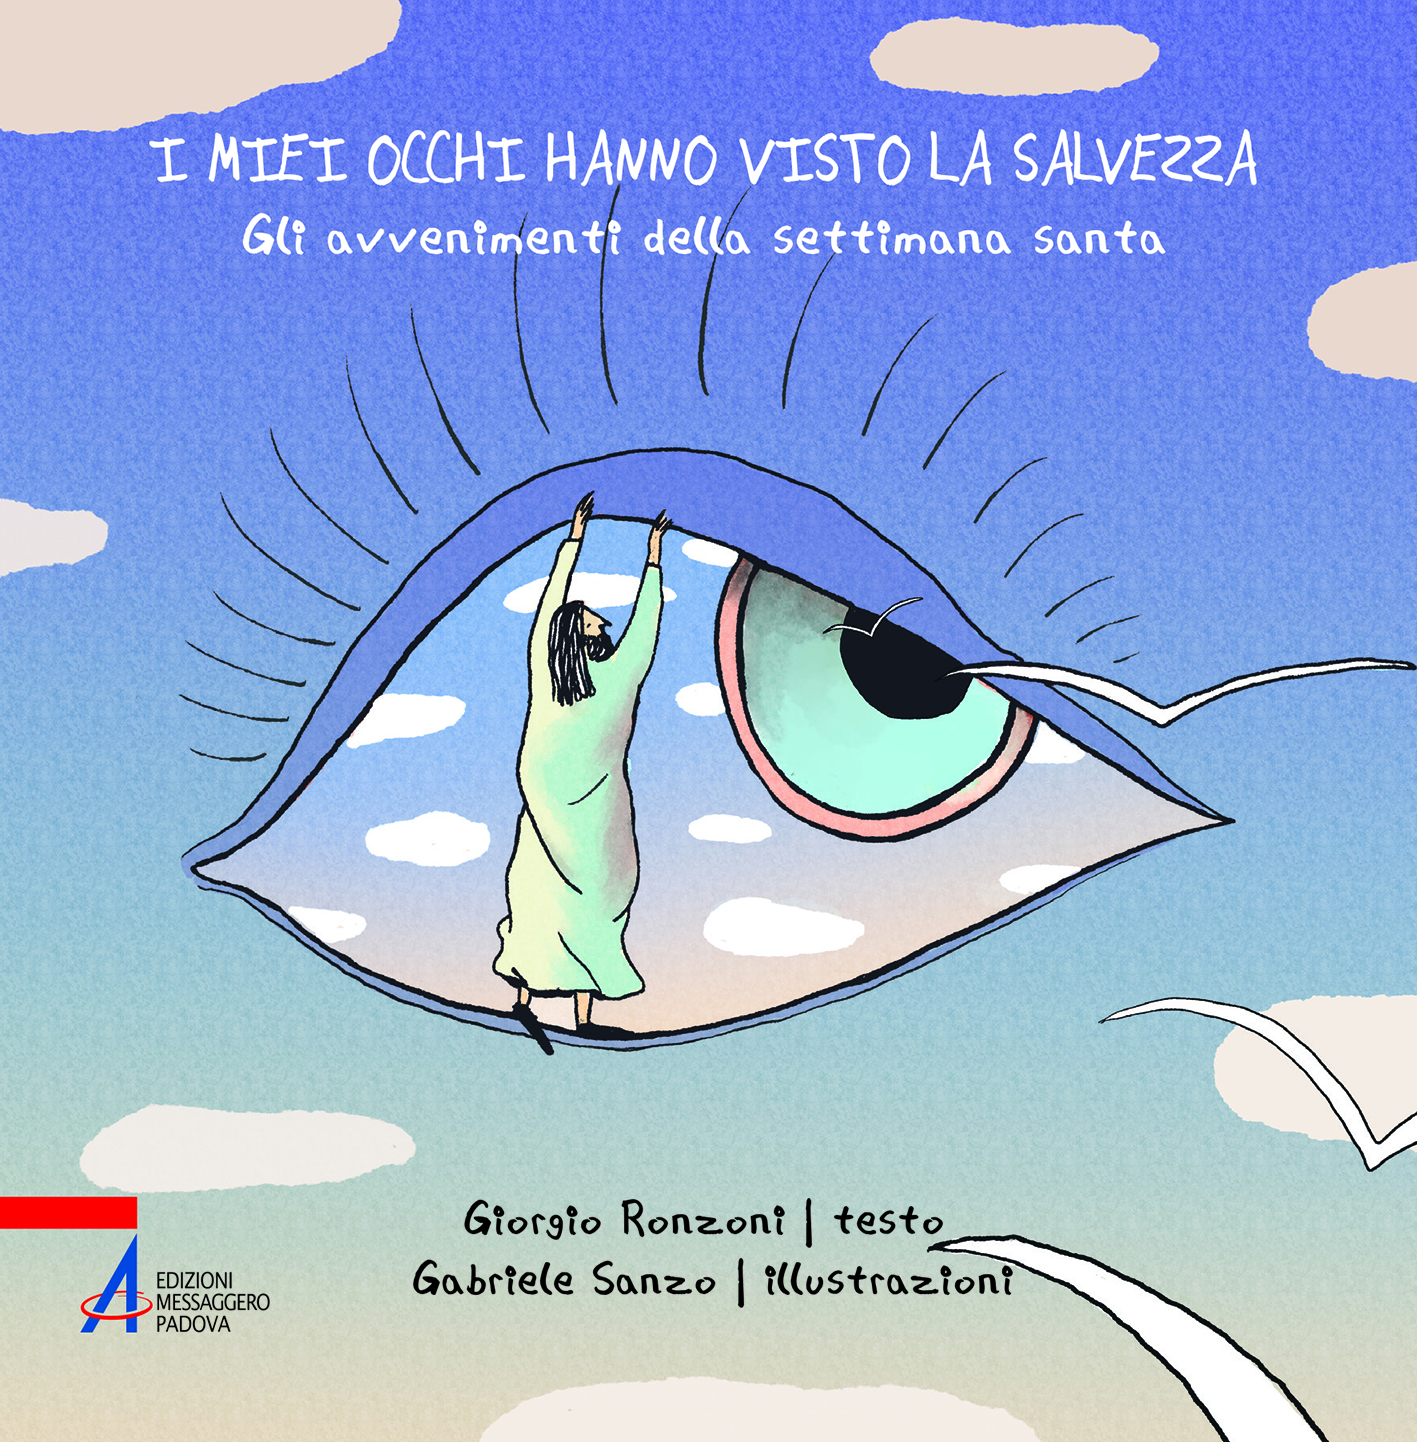 I MIEI OCCHI HANNO VISTO LA SALVEZZA
Gli avvenimenti della settimana santa
Giorgio Ronzoni | testo
Gabriele Sanzo | illustrazioni
EDIZIONI
MESSAGGERO
PADOVA